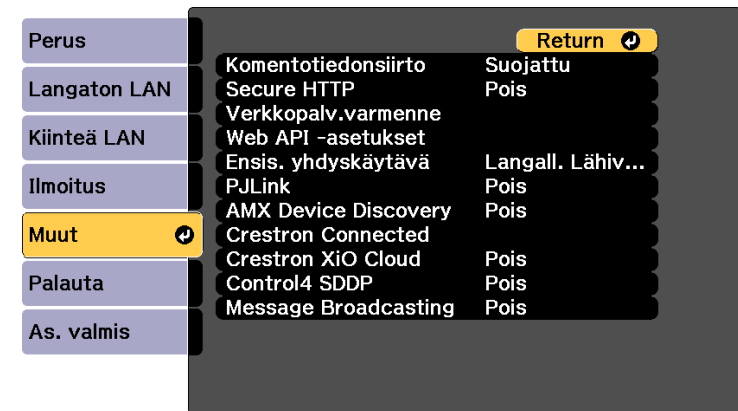 Perus
Langaton LAN
Kiinteä LAN
Ilmoitus
Muut
Palauta
As. valmis
Return
Komentotiedonsiirto Suojattu
Secure HTTP Pois
Verkkopalv.varmenne
Web API -asetukset
Ensis. yhdyskäytävä Langall. Lähiv...
PJLink Pois
AMX Device Discovery Pois
Crestron Connected
Crestron XiO Cloud Pois
Control4 SDDP Pois
Message Broadcasting Pois